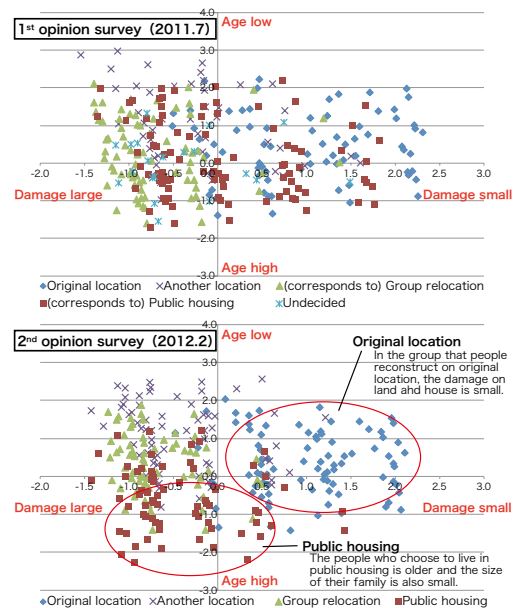 4.0
1st opinion survey (2011.7)
Age low
3.0
2.0
1.0
0.0
-2.0 -1.5 -1.0 -0.5 0.0 0.5 1.0 1.5 2.0 2.5 3.0
Damage large
Damage small
-1.0
-2.0
Age high
-3.0
Original location Another location (corresponds to) Group relocation
(corresponds to) Public housing Undecided
4.0
2nd opinion survey (2012.2)
Age low
Original location
In the group that people
reconstruct on original
location, the damage on
land ahd house is small.
3.0
2.0
1.0
0.0
-2.0 -1.5 -1.0 -0.5 0.0 0.5 1.0 1.5 2.0 3.0
Damage large
Damage small
-1.0
Public housing
The people who choose to live in
public housing is older and the size
of their family is also small.
-2.0
Age high
-3.0
Original location Another location Group relocation Public housing